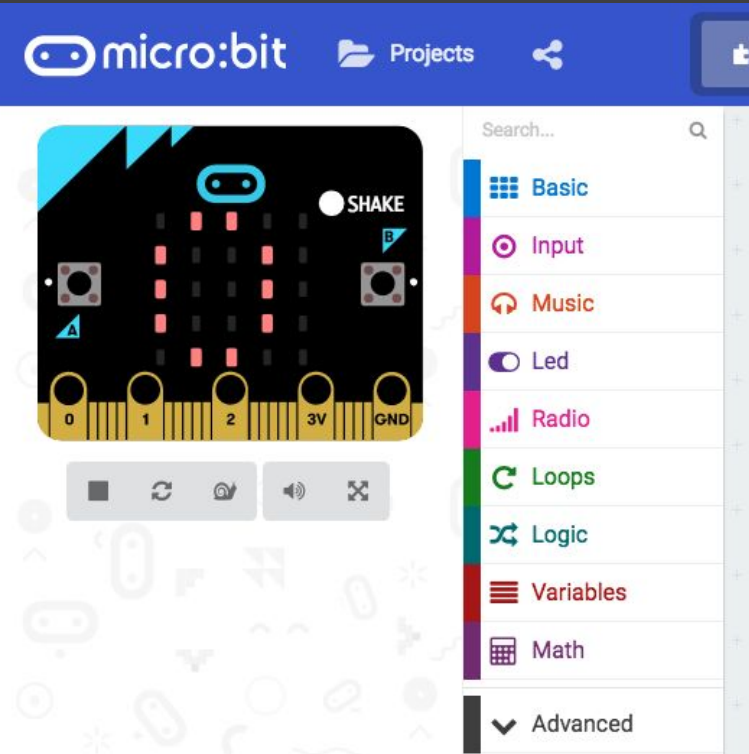 micro:bit Projects
Search...
SHAKE
B
A
0 1 2 3V GND
Basic
Input
Music
Led
Radio
Loops
Logic
Variables
Math
Advanced